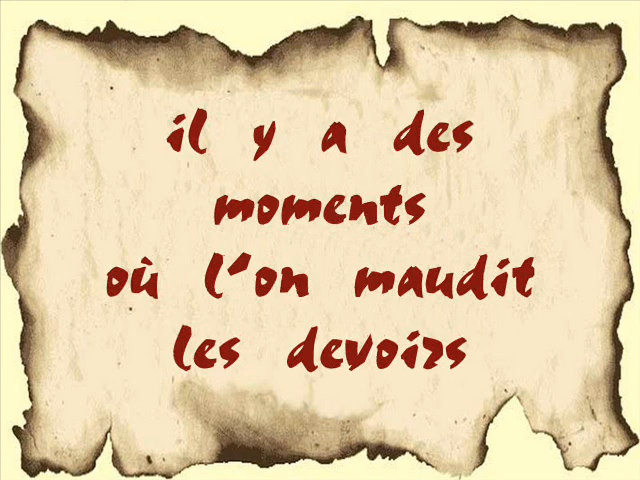 il y a des
moments
où l'on maudit
les devoirs